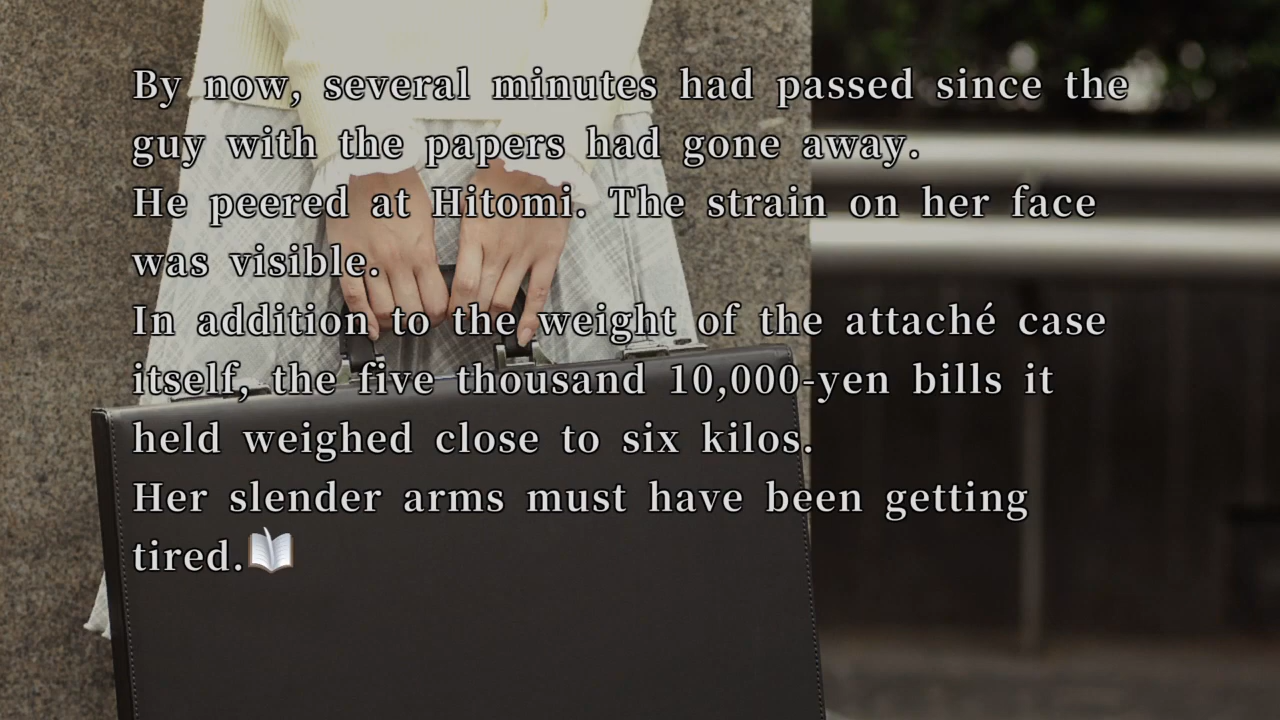 By now, several minutes had passed since the
guy with the papers had gone away.
He peered at Hitomi. The strain on her face
was visible.
In addition to the weight of the attaché case
itself, the five thousand 10,000-yen bills it
held weighed close to six kilos.
Her slender arms must have been getting
tired.